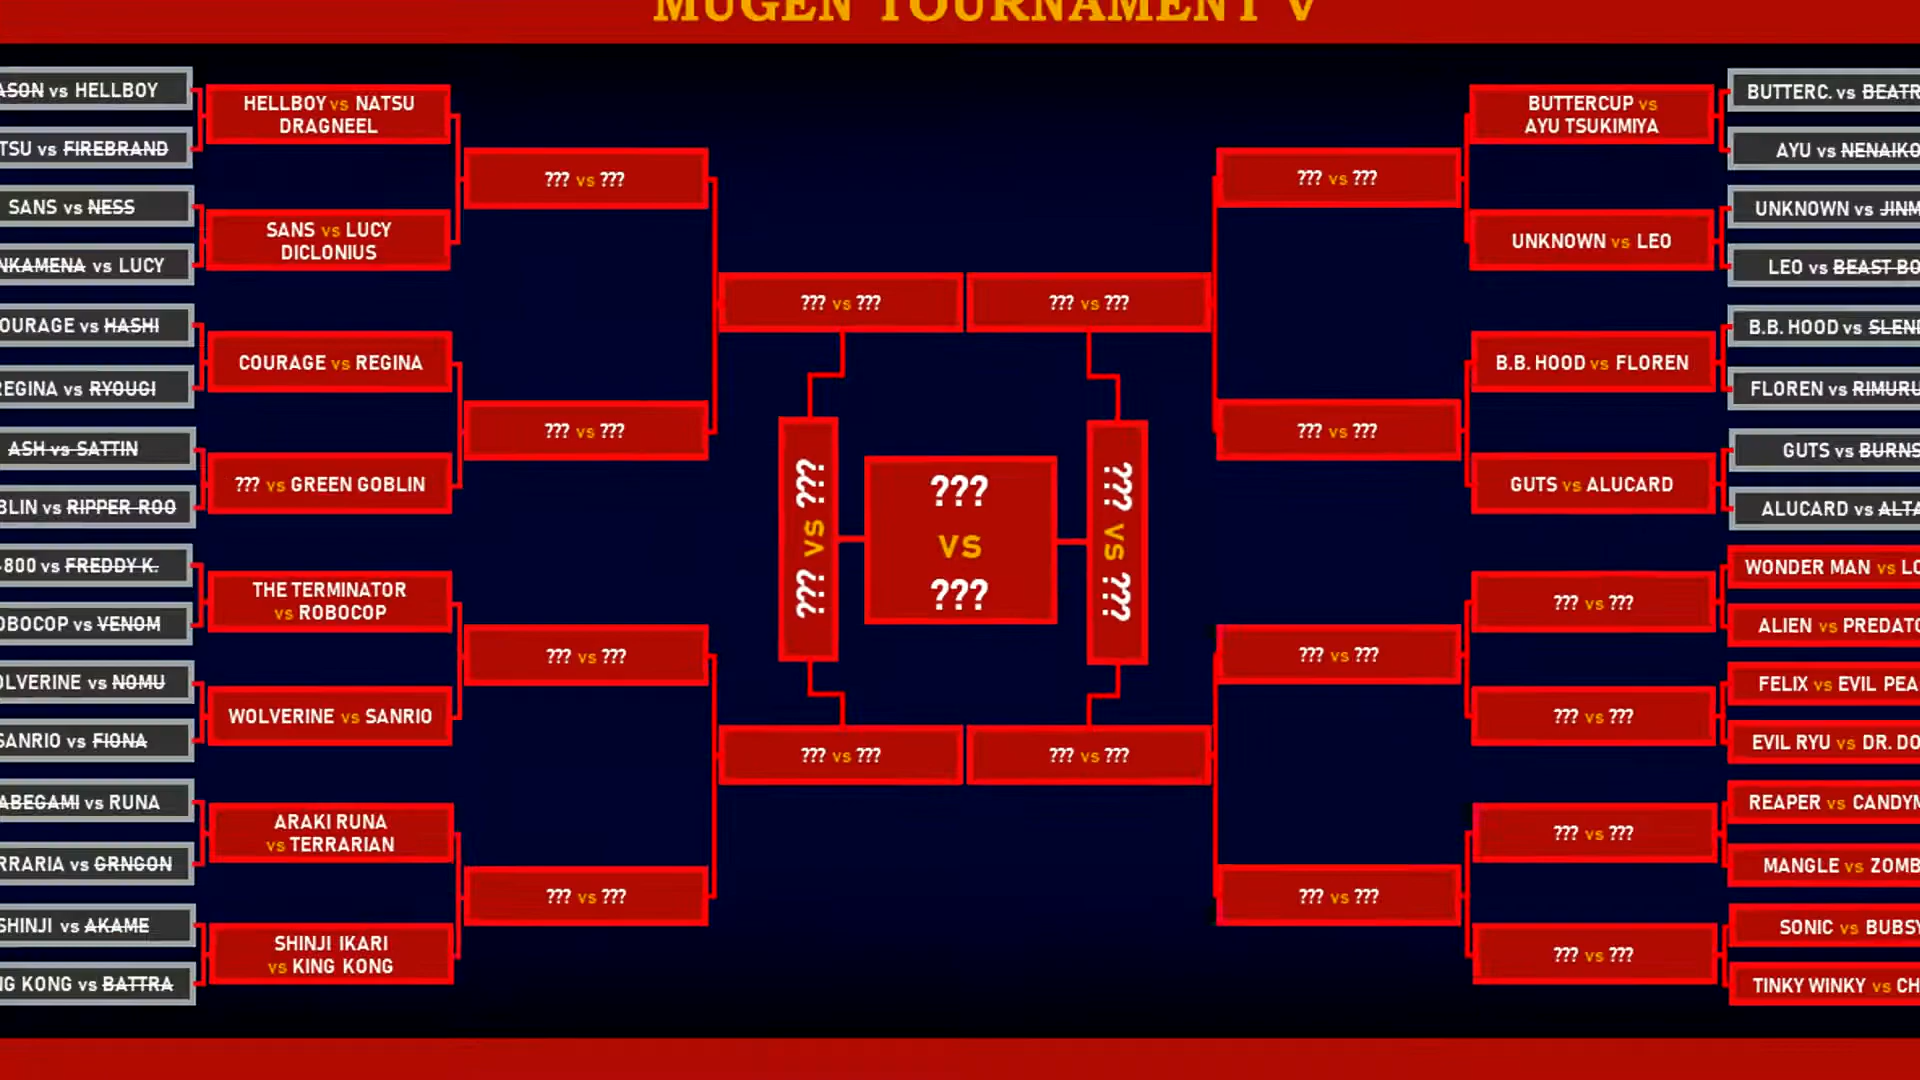 MUGEN TOURNAMENT V
ASON vs HELLBOY
TSU vs FIREBRAND
SANS vs NESS
NKAMENA vs LUCY
OURAGE vs HASHI
REGINA vs RYOUGI
ASH vs SATTIN
BLIN vs RIPPER ROO
-800 vs FREDDY K.
OBOCOP vs VENOM
OLVERINE vs NOMU
SANRIO vs FIONA
ABEGAMI vs RUNA
RRARIA vs GRNGON
SHINJI vs AKAME
NG KONG vs BATTRA
HELLBOY vs NATSU
DRAGNEEL
SANS vs LUCY
DICLONIUS
COURAGE vs REGINA
??? vs GREEN GOBLIN
THE TERMINATOR
vs ROBOCOP
WOLVERINE vs SANRIO
ARAKI RUNA
vs TERRARIAN
SHINJI IKARI
vs KING KONG
??? vs ???
??? vs ???
??? vs ???
??? vs ???
??? vs ???
??? vs ???
??? vs ???
???
VS
???
??? vs ???
??? vs ???
??? vs ???
??? vs ???
??? vs ???
??? vs ???
??? vs ???
BUTTERCUP vs
AYU TSUKIMIYA
UNKNOWN vs LEO
B.B. HOOD vs FLOREN
GUTS vs ALUCARD
??? vs ???
??? vs ???
??? vs ???
??? vs ???
BUTTERC. vs BEATR
AYU vs NENAIKO
UNKNOWN vs JINM
LEO vs BEAST BO
B.B. HOOD vs SLEND
FLOREN vs RIMURU
GUTS vs BURNS
ALUCARD vs ALTA
WONDER MAN vs LO
ALIEN vs PREDATO
FELIX vs EVIL PEA
EVIL RYU vs DR. DO
REAPER vs CANDYM
MANGLE vs ZOMB
SONIC vs BUBSY
TINKY WINKY vs CH